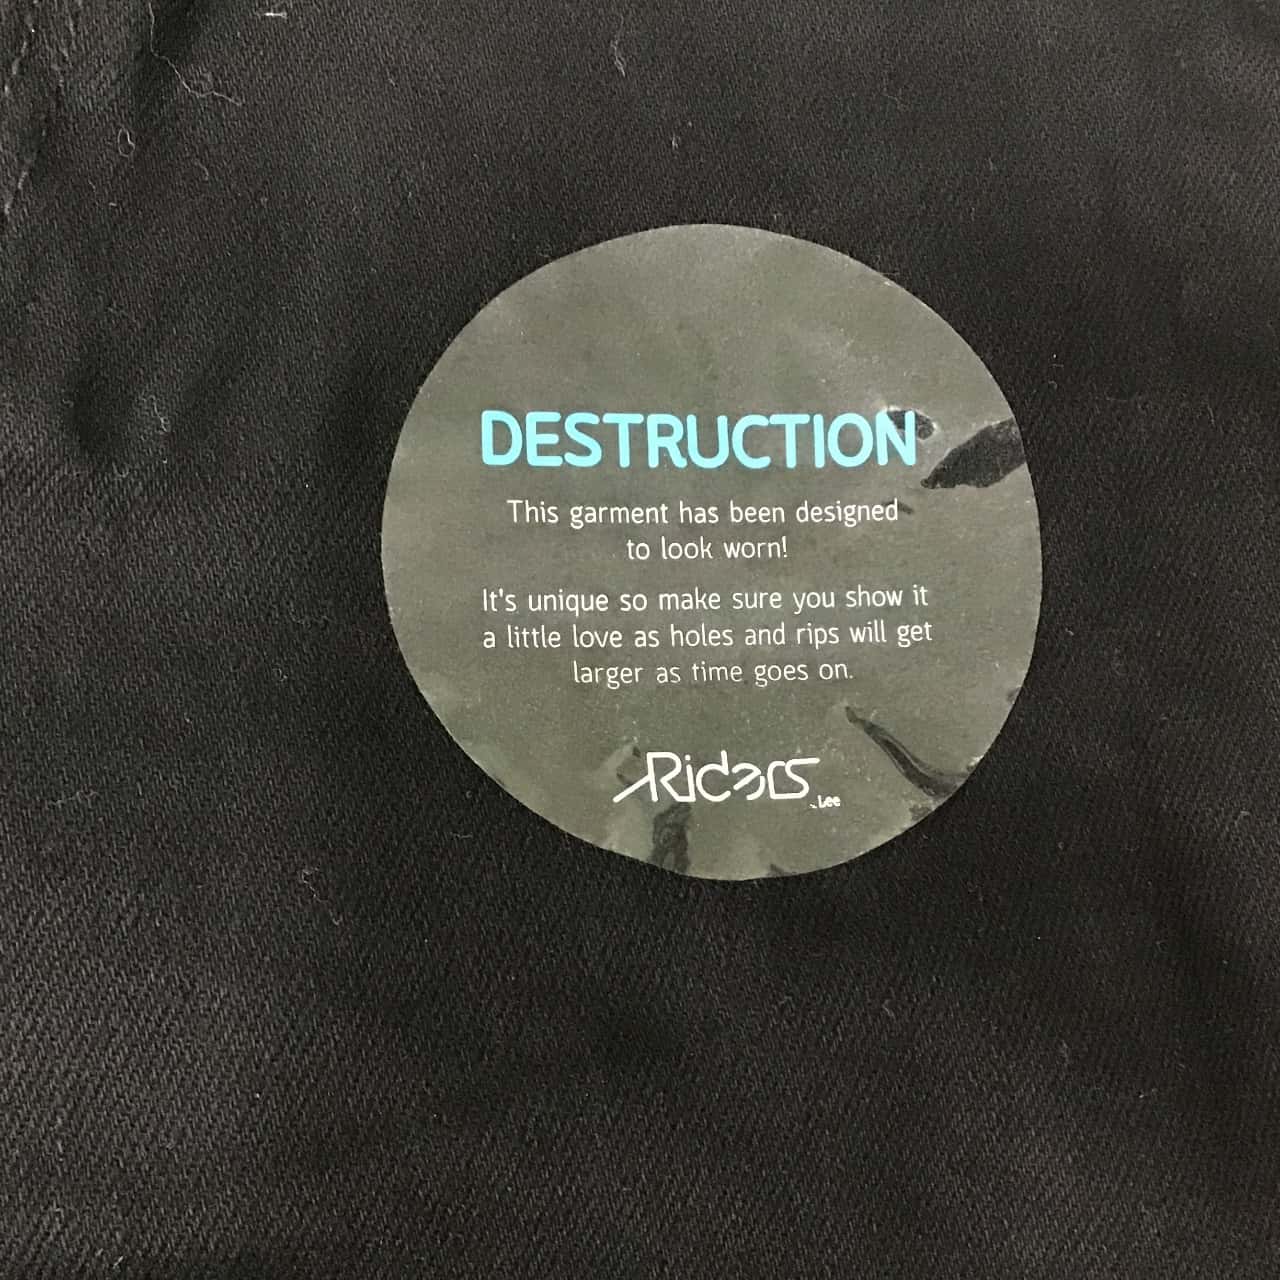 DESTRUCTION
This garment has been designed
to look worn!
It's unique so make sure you show it
a little love as holes and rips will get
larger as time goes on.
Riders
Lee